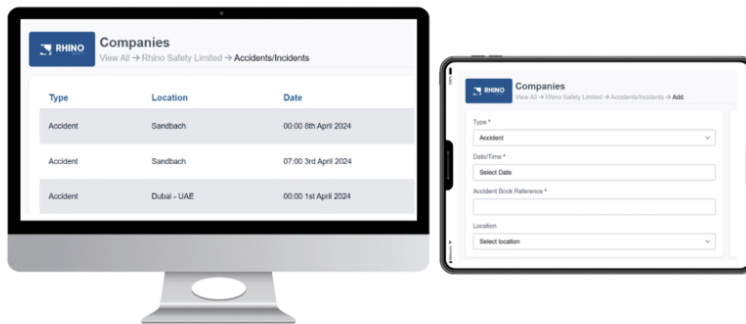 RHINO
Companies
View All → Rhino Safety Limited → Accidents/Incidents
Type Location Date
Accident Sandbach 00:00 8th April 2024
Accident Sandbach 07:00 3rd April 2024
Accident Dubai - UAE 00:00 1st April 2024
RHINO
Companies
View All → Rhino Safety Limited → Accidents/Incidents → Add
Type *
Accident
Date/Time *
Select Date
Accident Book Reference *
Location
Select location